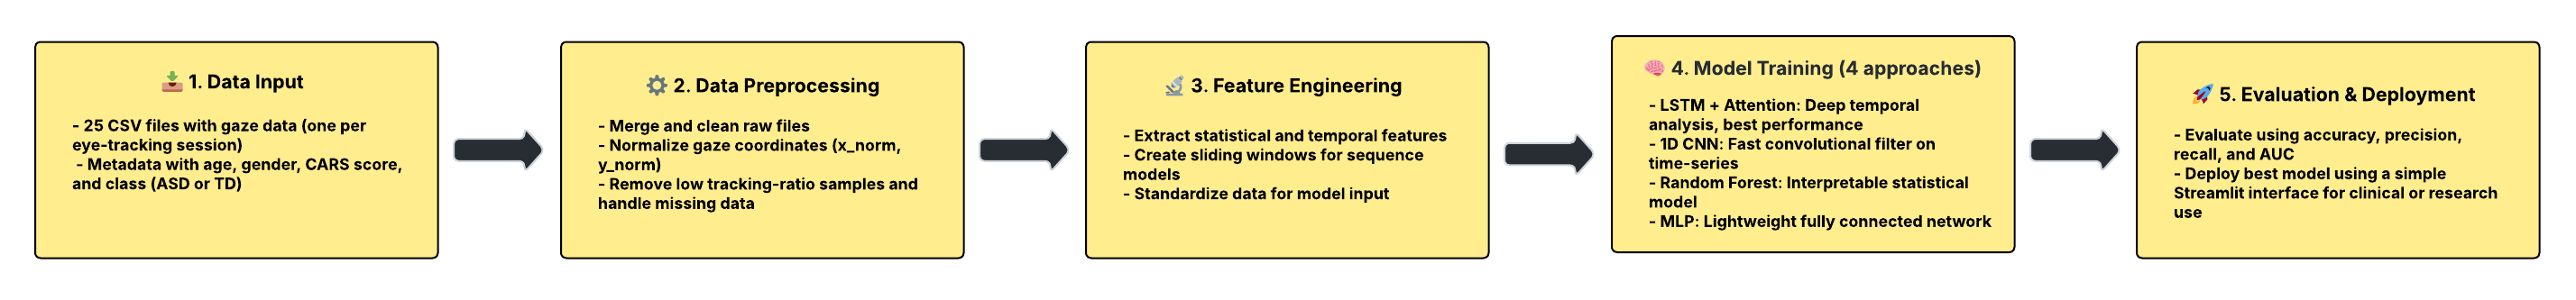 1. Data Input
- 25 CSV files with gaze data (one per
eye-tracking session)
- Metadata with age, gender, CARS score,
and class (ASD or TD)
2. Data Preprocessing
- Merge and clean raw files
- Normalize gaze coordinates (x_norm,
y_norm)
- Remove low tracking-ratio samples and
handle missing data
3. Feature Engineering
- Extract statistical and temporal features
- Create sliding windows for sequence
models
- Standardize data for model input
4. Model Training (4 approaches)
- LSTM + Attention: Deep temporal
analysis, best performance
- 1D CNN: Fast convolutional filter on
time-series
- Random Forest: Interpretable statistical
model
- MLP: Lightweight fully connected network
5. Evaluation & Deployment
- Evaluate using accuracy, precision,
recall, and AUC
- Deploy best model using a simple
Streamlit interface for clinical or research
use